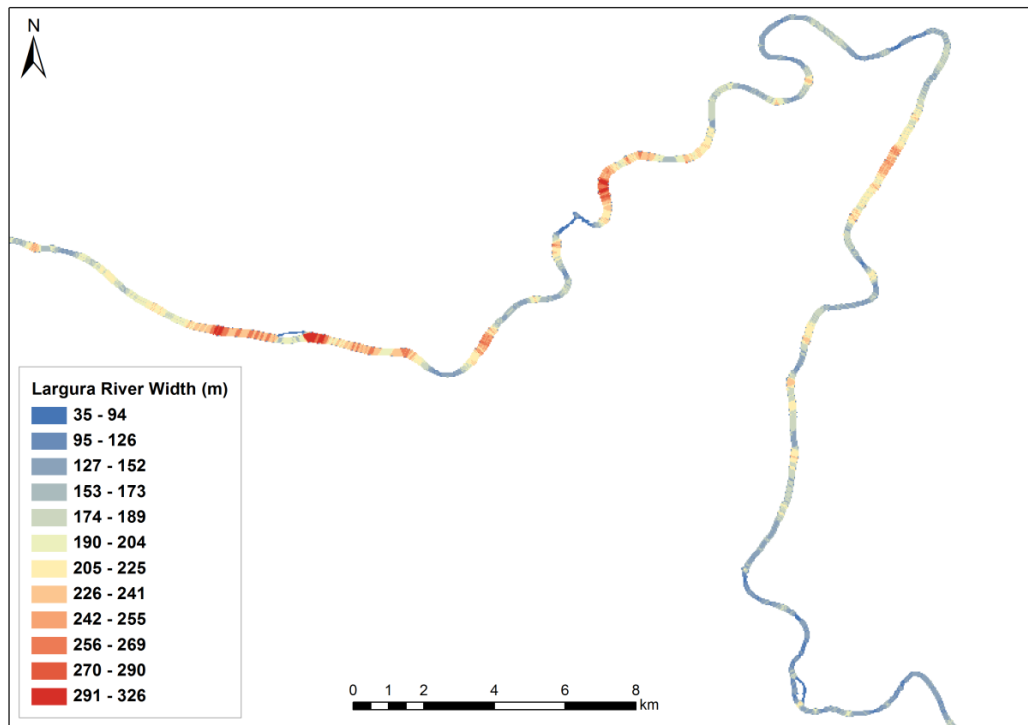 N
Largura River Width (m)
35 - 94
95 - 126
127 - 152
153 - 173
174 - 189
190 - 204
205 - 225
226 - 241
242 - 255
256 - 269
270 - 290
291 - 326
0 1 2 4 6 8
km